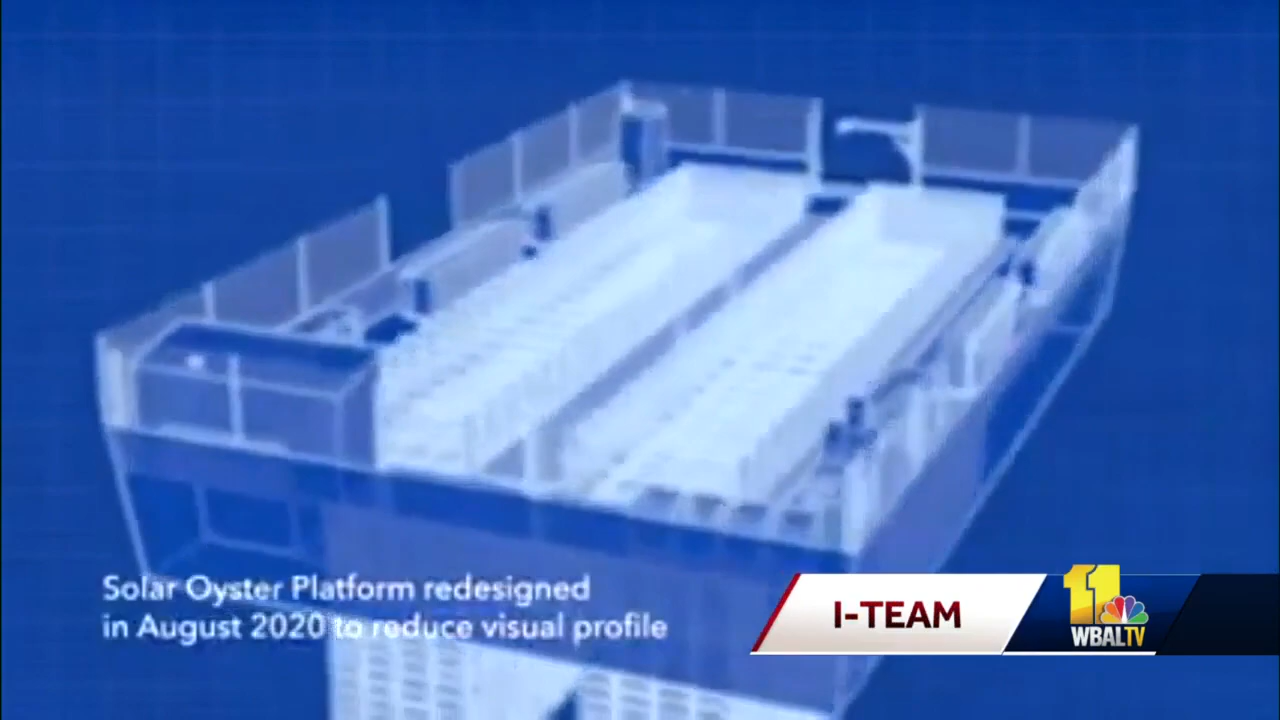 Solar Oyster Platform redesigned
in August 2020 to reduce visual profile
I-TEAM
11
WBALTV